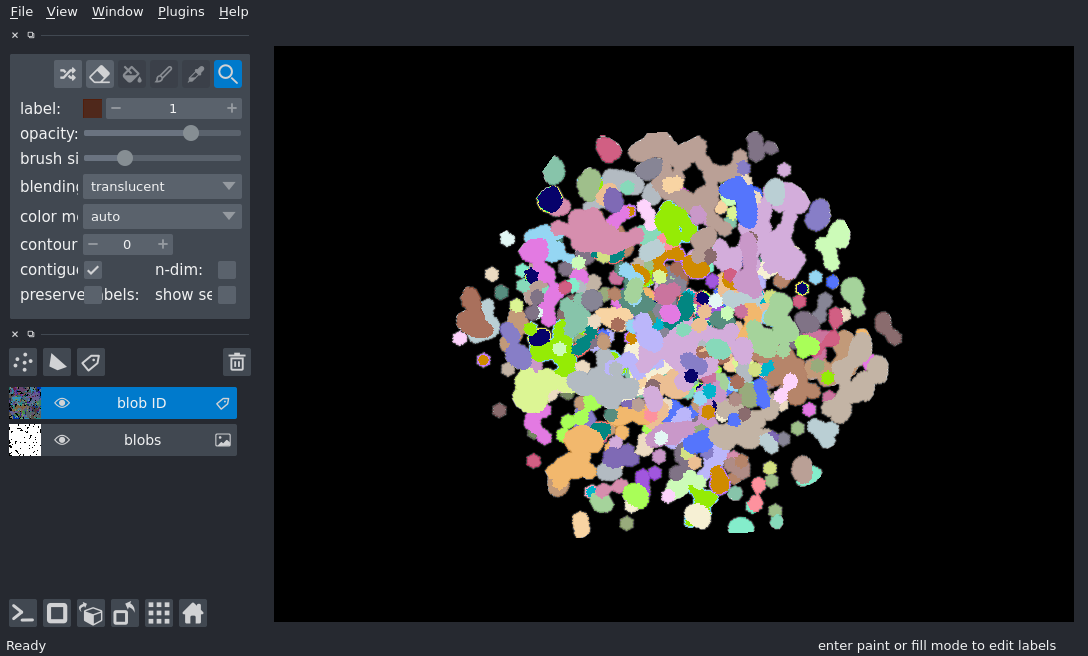 File View Window Plugins Help
label: 1
opacity:
brush si
blending translucent
color m auto
contour 0
contigu n-dim:
preserve abels: show se
blob ID
blobs
Ready
enter paint or fill mode to edit labels